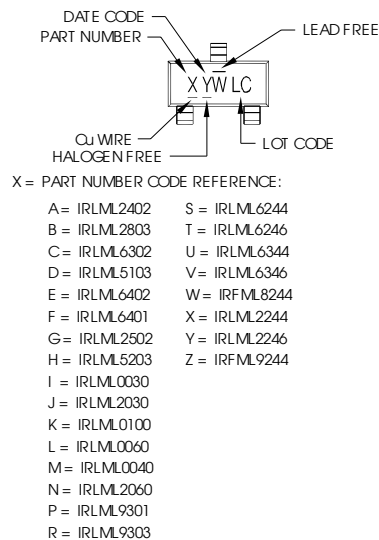 DATE CODE
PART NUMBER
LEAD FREE
X Y W LC
Cu WIRE
HALOGEN FREE
LOT CODE
X = PART NUMBER CODE REFERENCE:
A = IRLML2402 S = IRLML6244
B = IRLML2803 T = IRLML6246
C = IRLML6302 U = IRLML6344
D = IRLML5103 V = IRLML6346
E = IRLML6402 W = IRFML8244
F = IRLML6401 X = IRLML2244
G = IRLML2502 Y = IRLML2246
H = IRLML5203 Z = IRFML9244
I = IRLML0030
J = IRLML2030
K = IRLML0100
L = IRLML0060
M = IRLML0040
N = IRLML2060
P = IRLML9301
R = IRLML9303